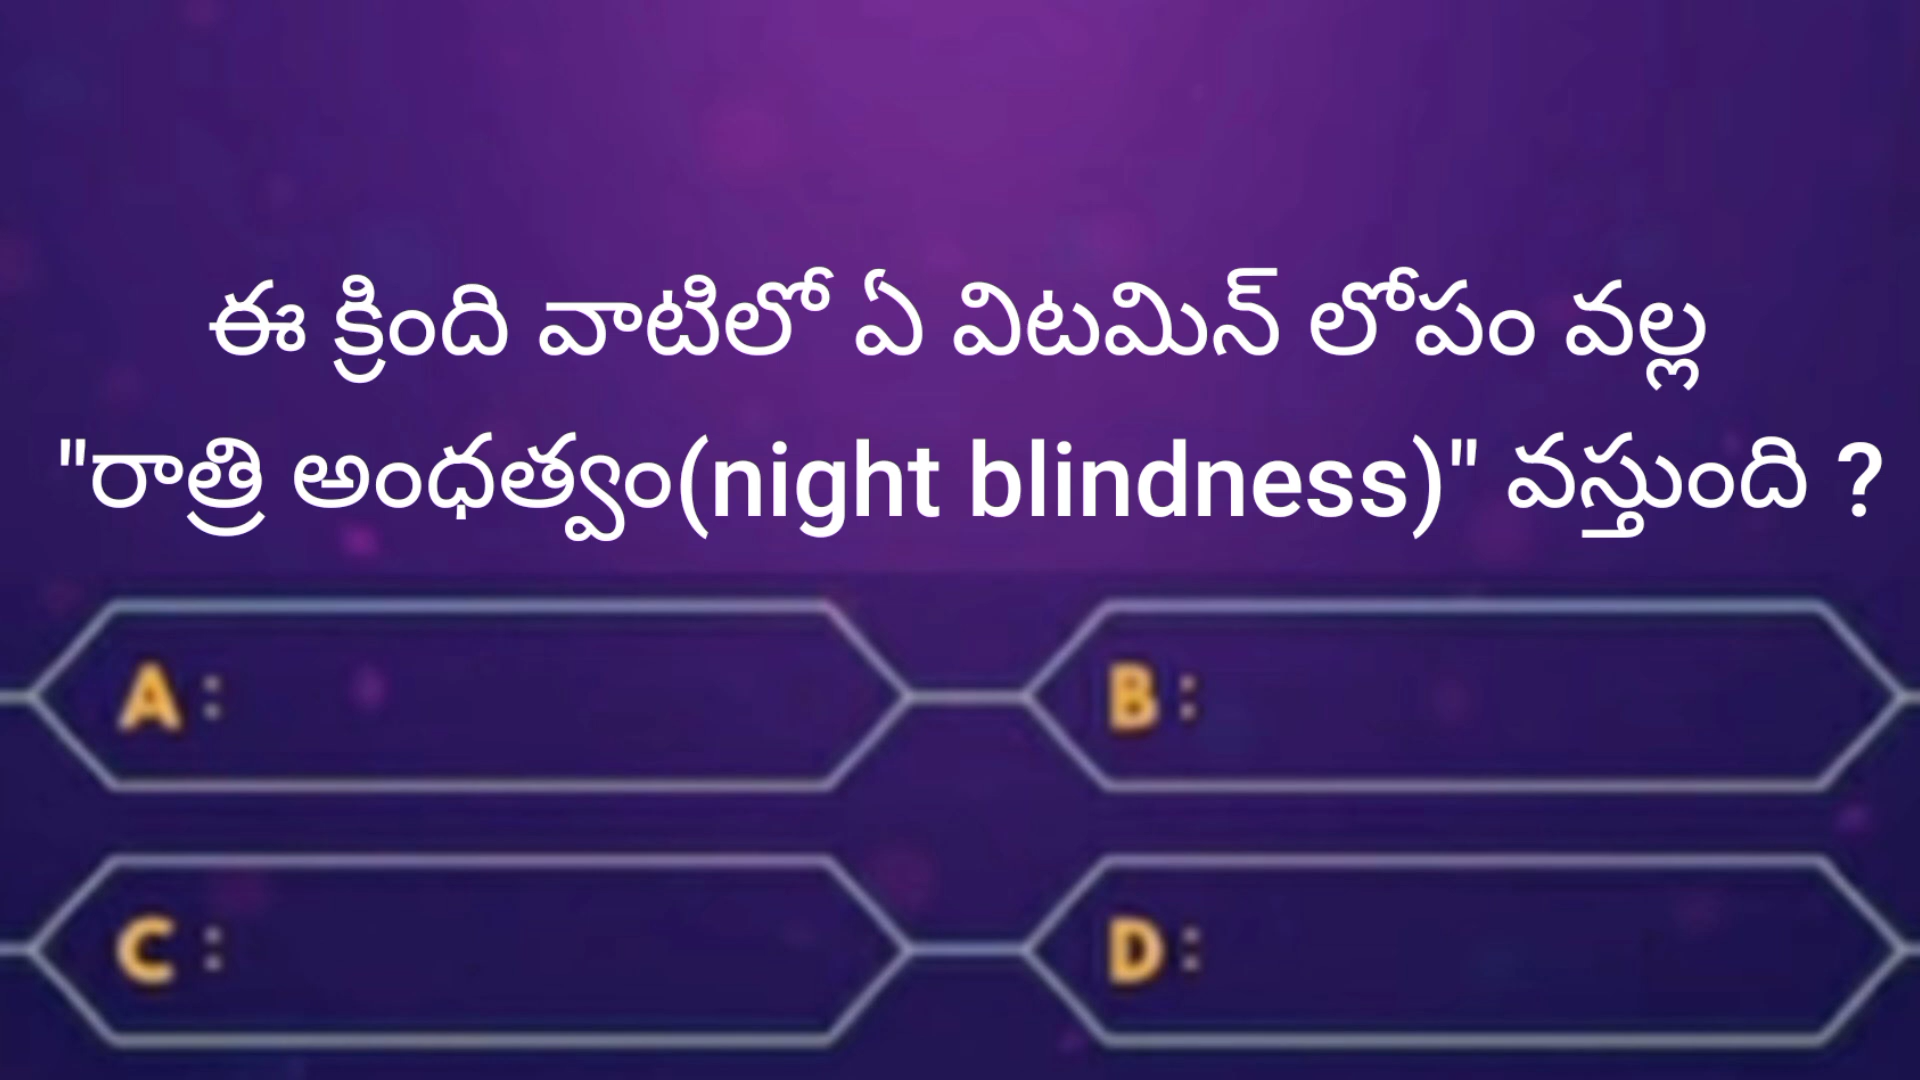 ఈ క్రింది వాటిలో ఏ విటమిన్ లోపం వల్ల
"రాత్రి అంధత్వం(night blindness)" వస్తుంది ?
A :
B :
C :
D :